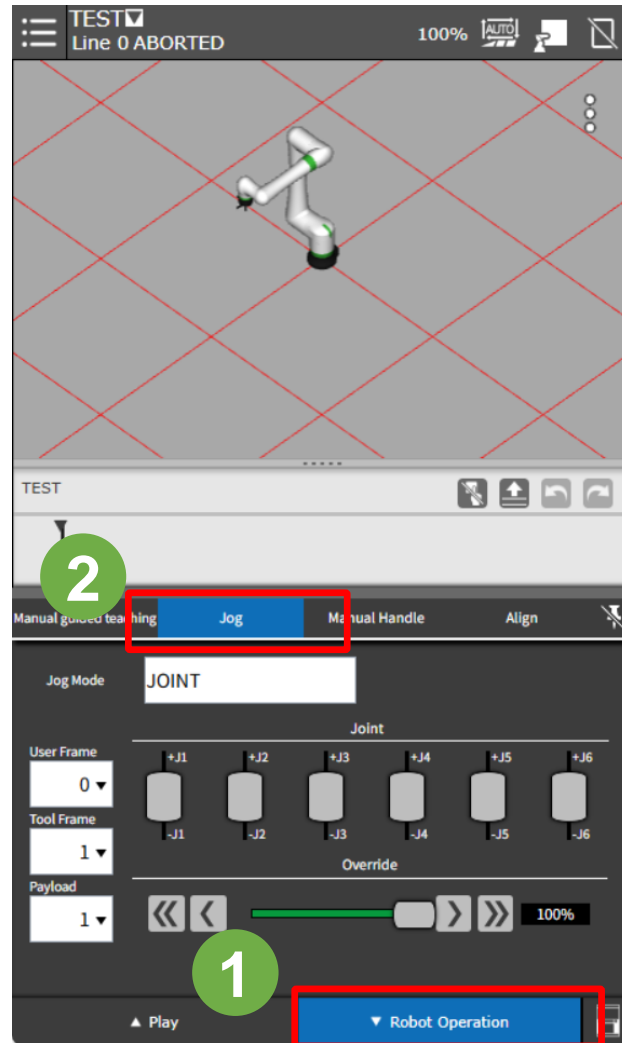 TEST
Line 0 ABORTED
100%
AUTO
TEST
2
Manual guided teaching Jog Manual Handle Align
Jog Mode JOINT
Joint
User Frame
+J1 +J2 +J3 +J4 +J5 +J6
0
-J1 -J2 -J3 -J4 -J5 -J6
Tool Frame
1
Override
Payload
1
100%
1
▲ Play ▼ Robot Operation